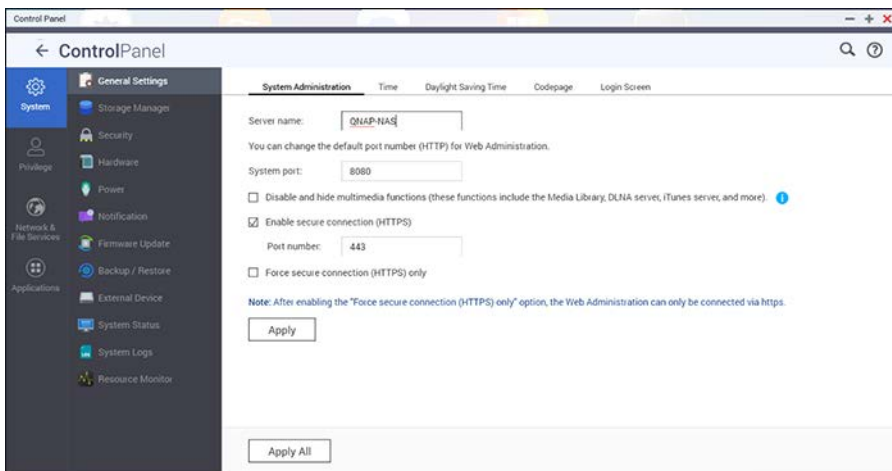 Control Panel
ControlPanel
System
Privilege
Network &
File Services
Applications
General Settings
Storage Manager
Security
Hardware
Power
Notification
Firmware Update
Backup / Restore
External Device
System Status
System Logs
Resource Monitor
System Administration Time Daylight Saving Time Codepage Login Screen
Server name: QNAP-NAS
You can change the default port number (HTTP) for Web Administration.
System port: 8080
Disable and hide multimedia functions (these functions include the Media Library, DLNA server, iTunes server, and more).
Enable secure connection (HTTPS)
Port number: 443
Force secure connection (HTTPS) only
Note: After enabling the "Force secure connection (HTTPS) only" option, the Web Administration can only be connected via https.
Apply
Apply All